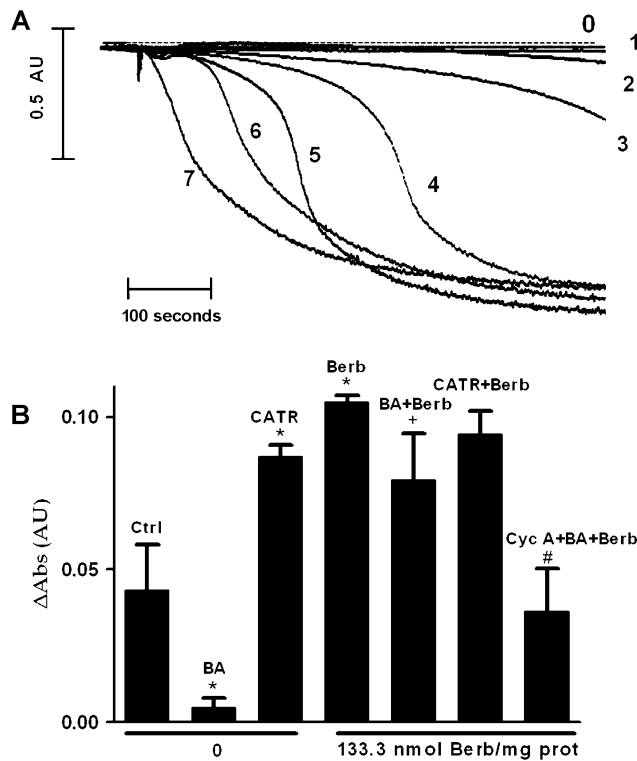 A
0
1
0.5 AU
2
3
6
5
4
7
100 seconds
B
Berb
*
CATR+Berb
BA+Berb
+
CATR
*
0.10
Ctrl
Cyc A+BA+Berb
#
ΔAbs (AU)
0.05
BA
*
0.00
0
133.3 nmol Berb/mg prot